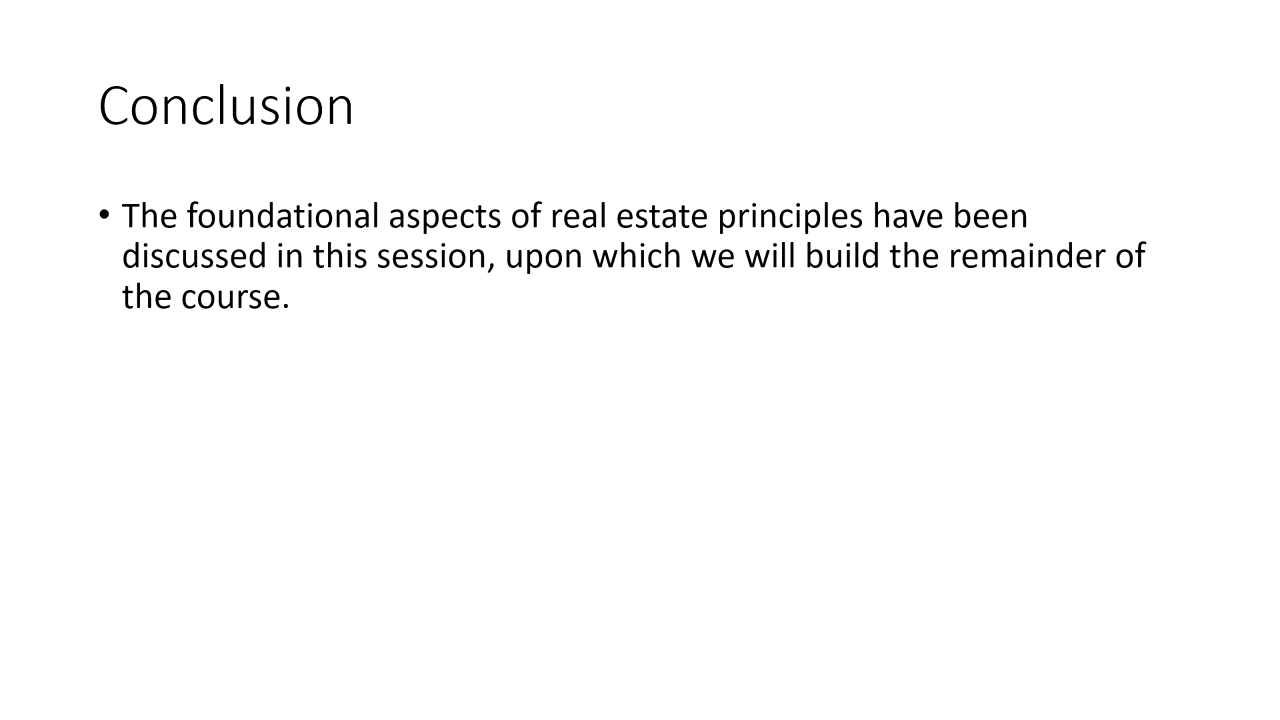 Conclusion
• The foundational aspects of real estate principles have been
discussed in this session, upon which we will build the remainder of
the course.